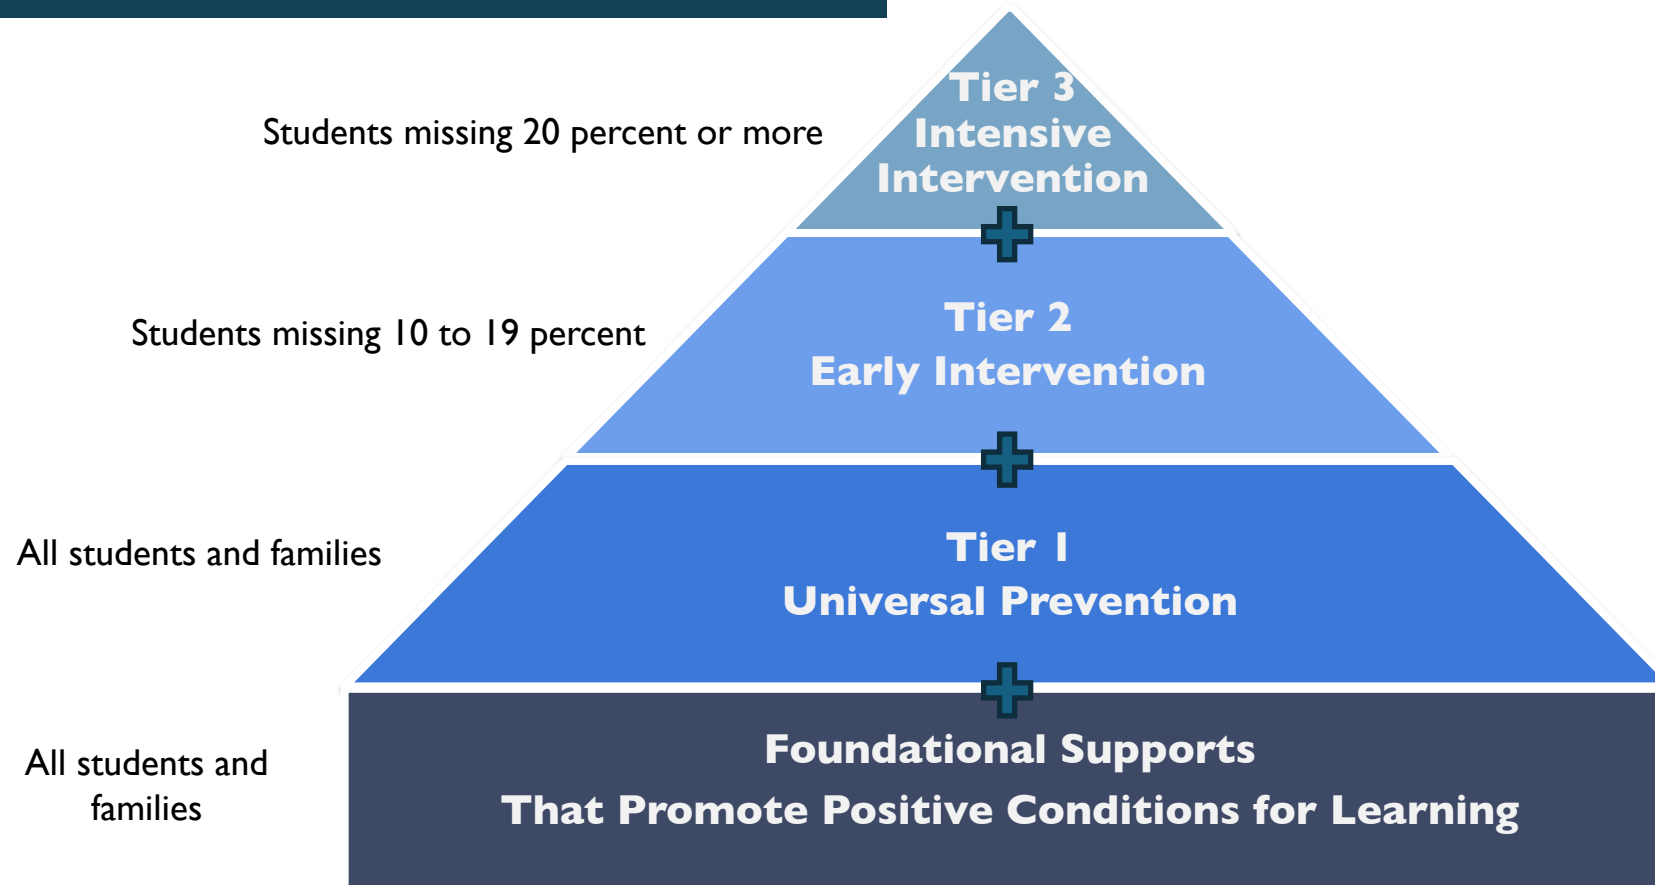 Students missing 20 percent or more
Tier 3
Intensive
Intervention
Students missing 10 to 19 percent
Tier 2
Early Intervention
All students and families
Tier 1
Universal Prevention
All students and
families
Foundational Supports
That Promote Positive Conditions for Learning